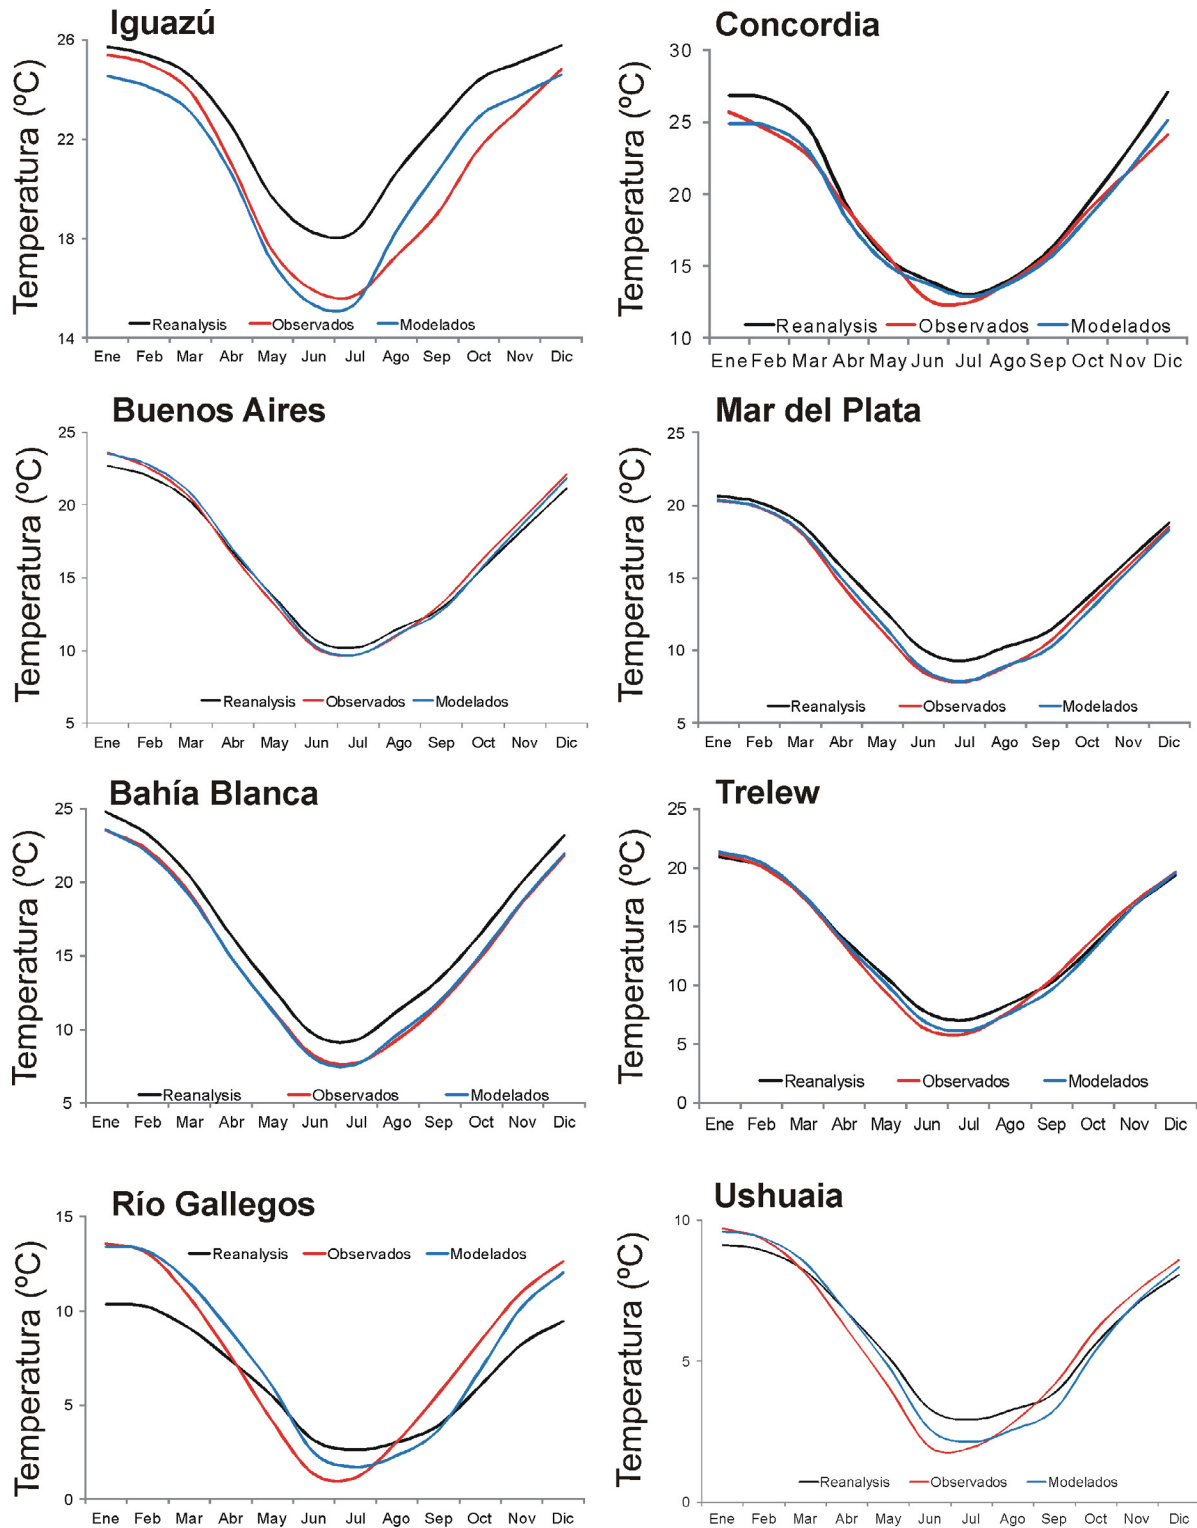 Iguazú
Temperatura (ºC)
26
22
18
14
Reanalysis Observados Modelados
Ene Feb Mar Abr May Jun Jul Ago Sep Oct Nov Dic
Concordia
Temperatura (ºC)
30
25
20
15
10
Reanalysis Observados Modelados
Ene Feb Mar Abr May Jun Jul Ago Sep Oct Nov Dic
Buenos Aires
Temperatura (ºC)
25
20
15
10
5
Reanalysis Observados Modelados
Ene Feb Mar Abr May Jun Jul Ago Sep Oct Nov Dic
Mar del Plata
Temperatura (ºC)
25
20
15
10
5
Reanalysis Observados Modelados
Ene Feb Mar Abr May Jun Jul Ago Sep Oct Nov Dic
Bahía Blanca
Temperatura (ºC)
25
20
15
10
5
Reanalysis Observados Modelados
Ene Feb Mar Abr May Jun Jul Ago Sep Oct Nov Dic
Trelew
Temperatura (ºC)
25
20
15
10
5
0
Reanalysis Observados Modelados
Ene Feb Mar Abr May Jun Jul Ago Sep Oct Nov Dic
Río Gallegos
Temperatura (ºC)
15
10
5
0
Reanalysis Observados Modelados
Ene Feb Mar Abr May Jun Jul Ago Sep Oct Nov Dic
Ushuaia
Temperatura (ºC)
10
5
0
Reanalysis Observados Modelados
Ene Feb Mar Abr May Jun Jul Ago Sep Oct Nov Dic